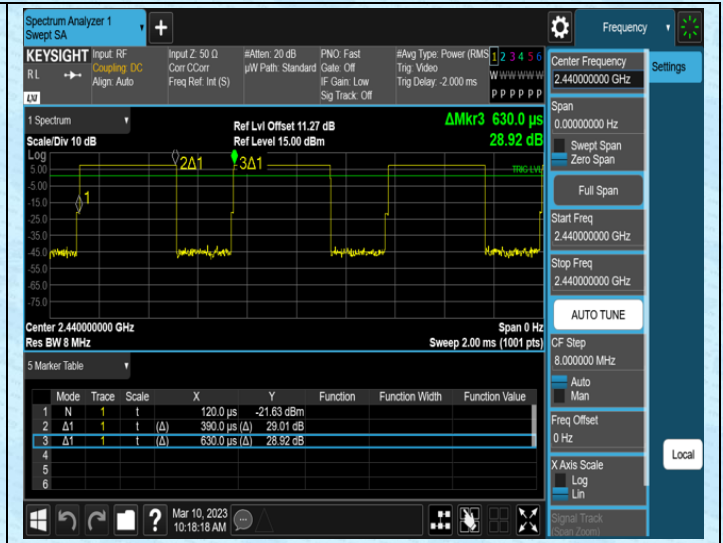 Spectrum Analyzer 1
Swept SA
+
Frequency
KEYSIGHT
RL
LXI
Input: RF
Coupling: DC
Align: Auto
Input Z: 50 Ω
Corr CCorr
Freq Ref: Int (S)
#Atten: 20 dB
µW Path: Standard
PNO: Fast
Gate: Off
IF Gain: Low
Sig Track: Off
#Avg Type: Power (RMS
Trig: Video
Trig Delay: -2.000 ms
1 2 3 4 5 6
W W W W W W
P P P P P P
Center Frequency
2.440000000 GHz
Settings
Span
0.00000000 Hz
Swept Span
Zero Span
Full Span
Start Freq
2.440000000 GHz
Stop Freq
2.440000000 GHz
AUTO TUNE
CF Step
8.000000 MHz
Auto
Man
Freq Offset
0 Hz
X Axis Scale
Log
Lin
Signal Track
(Span Zoom)
Local
1 Spectrum
Scale/Div 10 dB
Ref Lvl Offset 11.27 dB
Ref Level 15.00 dBm
ΔMkr3 630.0 µs
28.92 dB
Log
5.00
-5.00
-15.0
-25.0
-35.0
-45.0
-55.0
-65.0
-75.0
1
2Δ1
3Δ1
TRIG LVL
Center 2.440000000 GHz
Res BW 8 MHz
Span 0 Hz
Sweep 2.00 ms (1001 pts)
5 Marker Table
Mode Trace Scale X Y Function Function Width Function Value
1 N 1 t 120.0 µs -21.63 dBm
2 Δ1 1 t (Δ) 390.0 µs (Δ) 29.01 dB
3 Δ1 1 t (Δ) 630.0 µs (Δ) 28.92 dB
4
5
6
?
Mar 10, 2023
10:18:18 AM